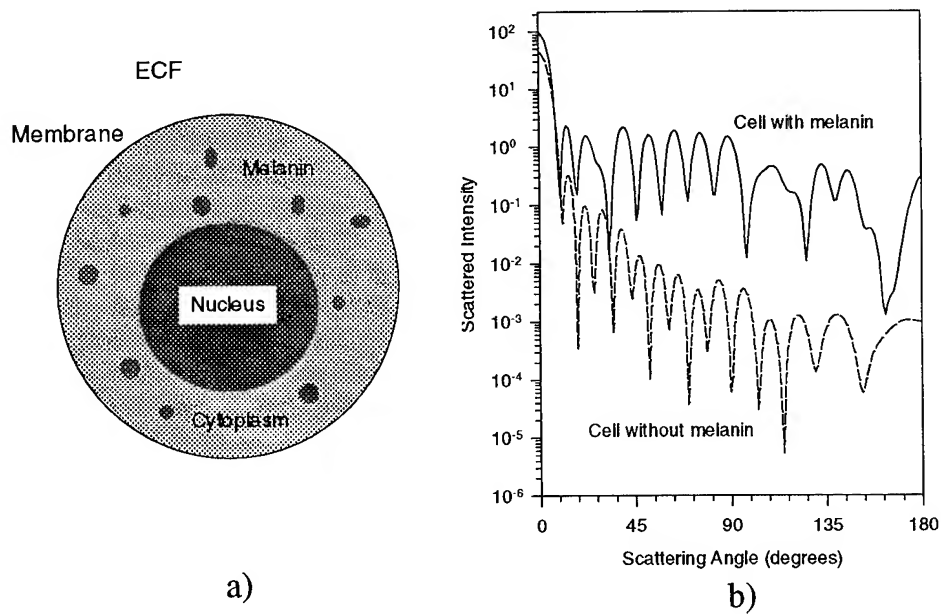 ECF
Membrane
Melanin
Nucleus
Cytoplasm
a)
10²
10¹
10⁰
10⁻¹
10⁻²
10⁻³
10⁻⁴
10⁻⁵
10⁻⁶
Scattered Intensity
Cell with melanin
Cell without melanin
0
45
90
135
180
Scattering Angle (degrees)
b)